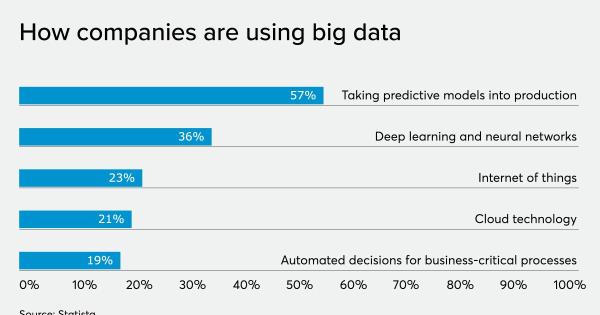 How companies are using big data
57% Taking predictive models into production
36% Deep learning and neural networks
23% Internet of things
21% Cloud technology
19% Automated decisions for business-critical processes
0% 10% 20% 30% 40% 50% 60% 70% 80% 90% 100%
Source: Statista